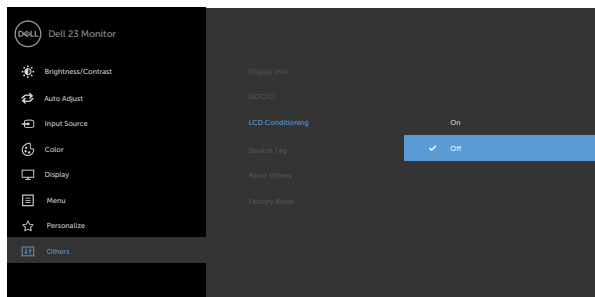 DELL Dell 23 Monitor
Brightness/Contrast
Auto Adjust
Input Source
Color
Display
Menu
Personalize
Others
Display Info
DDC/CI
LCD Conditioning
Service Tag
Reset Others
Factory Reset
On
Off